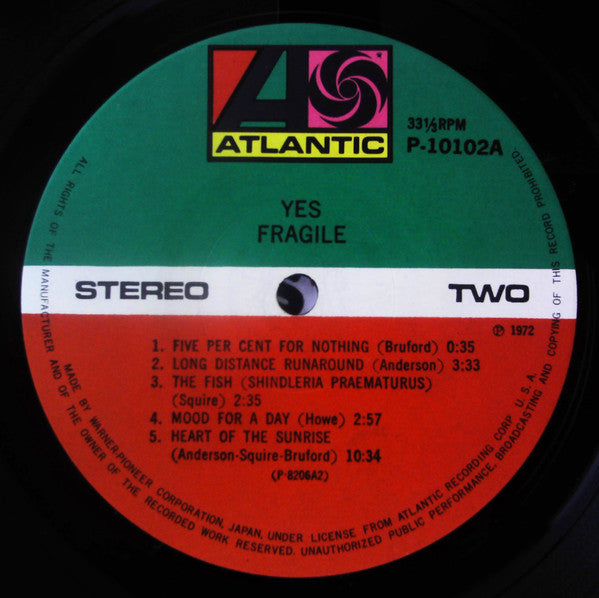 ATLANTIC
33⅓RPM
P-10102A
YES
FRAGILE
STEREO
TWO
℗ 1972
1. FIVE PER CENT FOR NOTHING (Bruford) 0:35
2. LONG DISTANCE RUNAROUND (Anderson) 3:33
3. THE FISH (SHINDLERIA PRAEMATURUS)
(Squire) 2:35
4. MOOD FOR A DAY (Howe) 2:57
5. HEART OF THE SUNRISE
(Anderson-Squire-Bruford) 10:34
(P-8206A2)
MADE BY WARNER-PIONEER CORPORATION, JAPAN, UNDER LICENSE FROM ATLANTIC RECORDING CORP. U.S.A.
ALL RIGHTS OF THE MANUFACTURER AND OF THE OWNER OF THE RECORDED WORK RESERVED. UNAUTHORIZED PUBLIC PERFORMANCE, BROADCASTING AND COPYING OF THIS RECORD PROHIBITED.